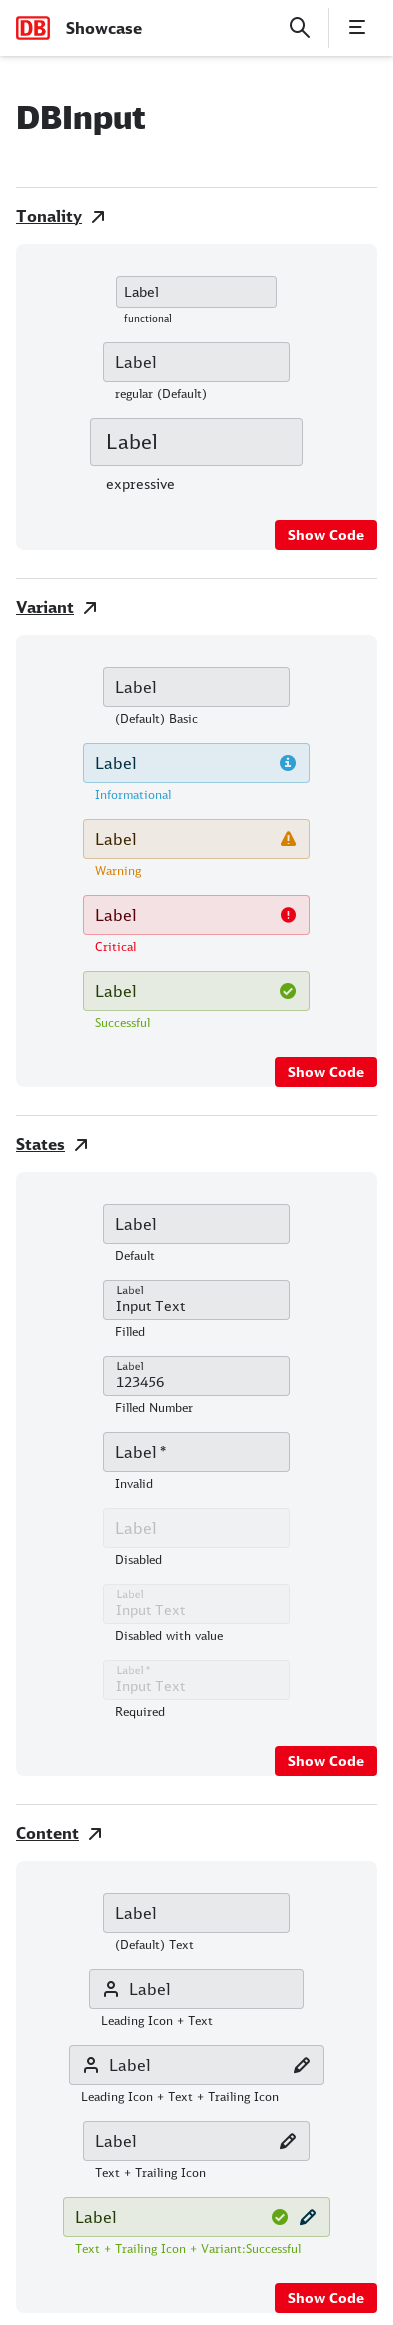 DB Showcase
DBInput
Tonality
Label
functional
Label
regular (Default)
Label
expressive
Show Code
Variant
Label
(Default) Basic
Label
Informational
Label
Warning
Label
Critical
Label
Successful
Show Code
States
Label
Default
Label
Input Text
Filled
Label
123456
Filled Number
Label *
Invalid
Label
Disabled
Label
Input Text
Disabled with value
Label *
Input Text
Required
Show Code
Content
Label
(Default) Text
Label
Leading Icon + Text
Label
Leading Icon + Text + Trailing Icon
Label
Text + Trailing Icon
Label
Text + Trailing Icon + Variant:Successful
Show Code